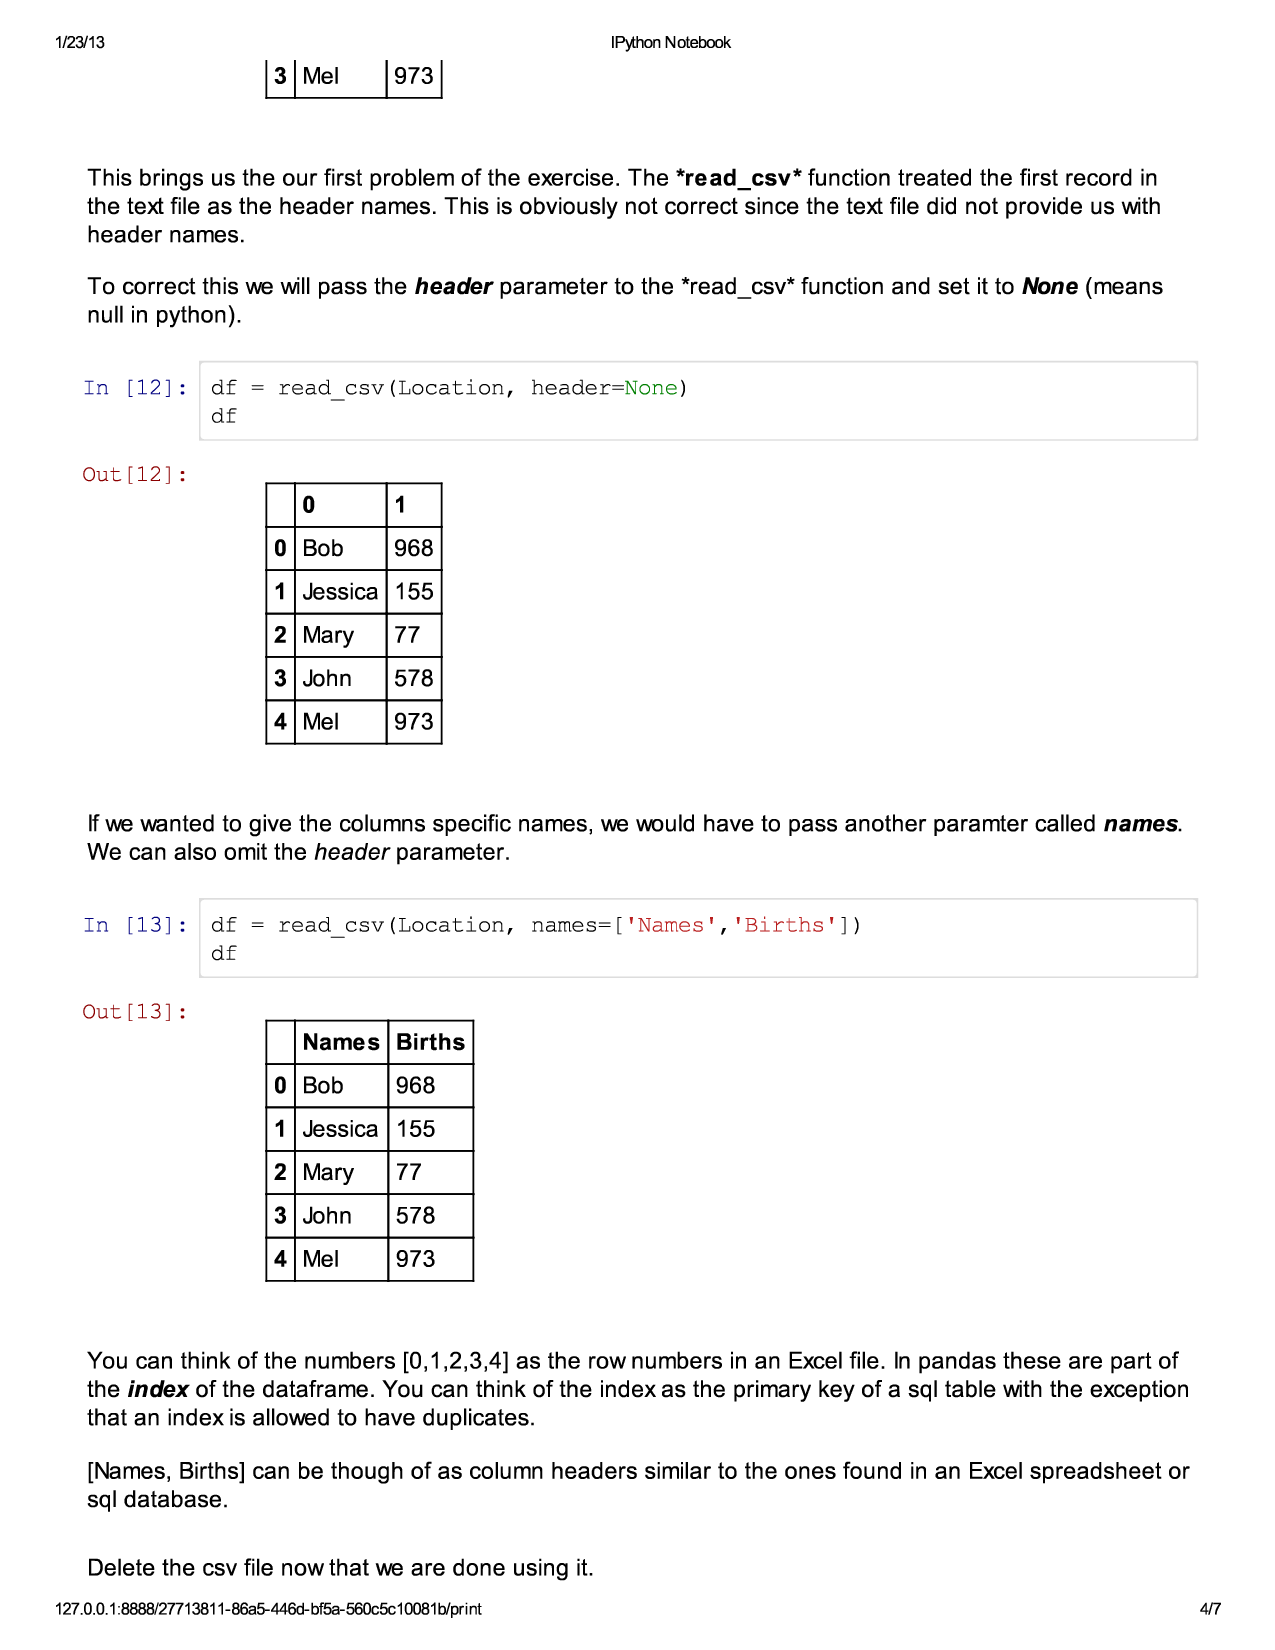 1/23/13 IPython Notebook
3 Mel 973
This brings us the our first problem of the exercise. The *read_csv* function treated the first record in
the text file as the header names. This is obviously not correct since the text file did not provide us with
header names.
To correct this we will pass the header parameter to the *read_csv* function and set it to None (means
null in python).
In [12]: df = read_csv(Location, header=None)
df
Out[12]:
0 1
0 Bob 968
1 Jessica 155
2 Mary 77
3 John 578
4 Mel 973
If we wanted to give the columns specific names, we would have to pass another paramter called names.
We can also omit the header parameter.
In [13]: df = read_csv(Location, names=['Names','Births'])
df
Out[13]:
Names Births
0 Bob 968
1 Jessica 155
2 Mary 77
3 John 578
4 Mel 973
You can think of the numbers [0,1,2,3,4] as the row numbers in an Excel file. In pandas these are part of
the index of the dataframe. You can think of the index as the primary key of a sql table with the exception
that an index is allowed to have duplicates.
[Names, Births] can be though of as column headers similar to the ones found in an Excel spreadsheet or
sql database.
Delete the csv file now that we are done using it.
127.0.0.1:8888/27713811-86a5-446d-bf5a-560c5c10081b/print 4/7